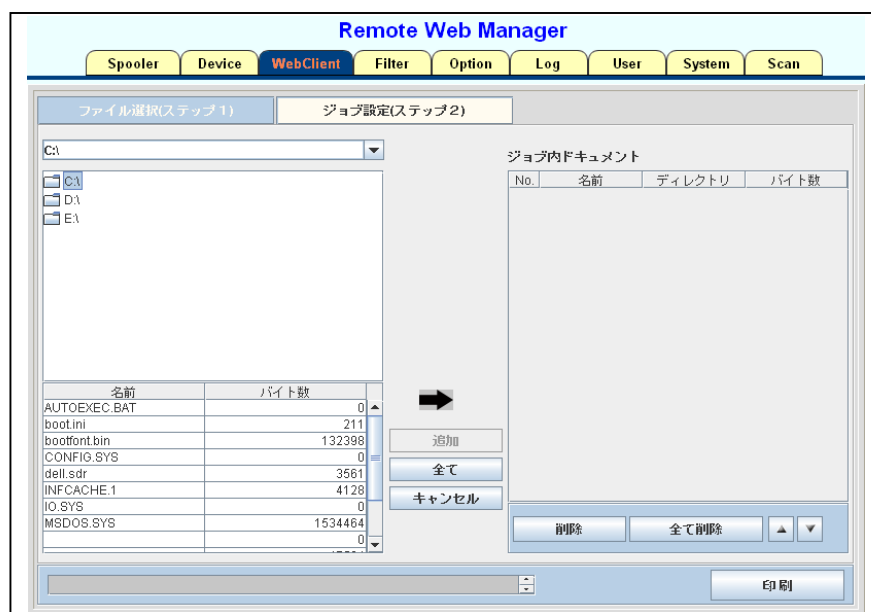 Remote Web Manager
Spooler Device WebClient Filter Option Log User System Scan
ファイル選択(ステップ1) ジョブ設定(ステップ2)
C:\
C:\
D:\
E:\
名前 バイト数
AUTOEXEC.BAT 0
boot.ini 211
bootfont.bin 132398
CONFIG.SYS 0
dell.sdr 3561
INFCACHE.1 4128
IO.SYS 0
MSDOS.SYS 1534464
0
追加
全て
キャンセル
ジョブ内ドキュメント
No. 名前 ディレクトリ バイト数
削除 全て削除
印刷